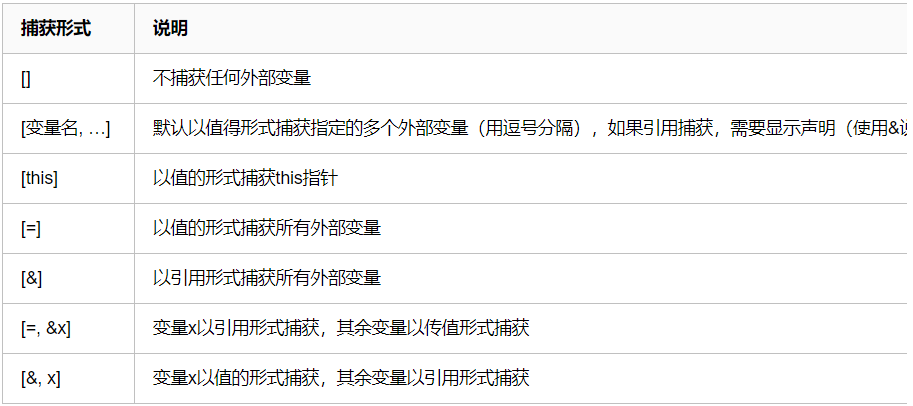 捕获形式 说明
[] 不捕获任何外部变量
[变量名, …] 默认以值得形式捕获指定的多个外部变量（用逗号分隔），如果引用捕获，需要显示声明（使用&
[this] 以值的形式捕获this指针
[=] 以值的形式捕获所有外部变量
[&] 以引用形式捕获所有外部变量
[=, &x] 变量x以引用形式捕获，其余变量以传值形式捕获
[&, x] 变量x以值的形式捕获，其余变量以引用形式捕获